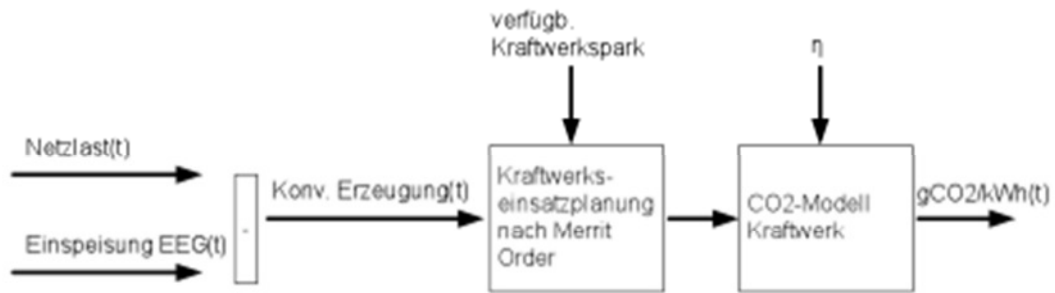 verfügb.
Kraftwerkspark
η
Netzlast(t)
Einspeisung EEG(t)
-
Konv. Erzeugung(t)
Kraftwerks-
einsatzplanung
nach Merrit
Order
CO2-Modell
Kraftwerk
gCO2/kWh(t)